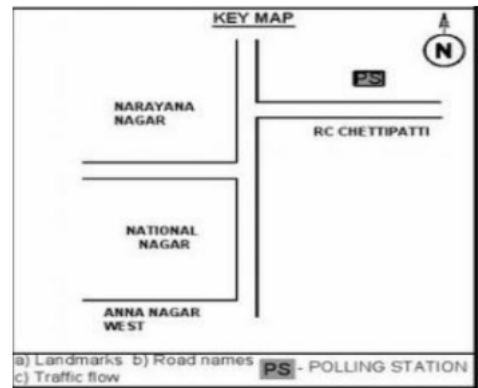 KEY MAP
N
PS
NARAYANA
NAGAR
RC CHETTIPATTI
NATIONAL
NAGAR
ANNA NAGAR
WEST
a) Landmarks b) Road names
c) Traffic flow
PS - POLLING STATION